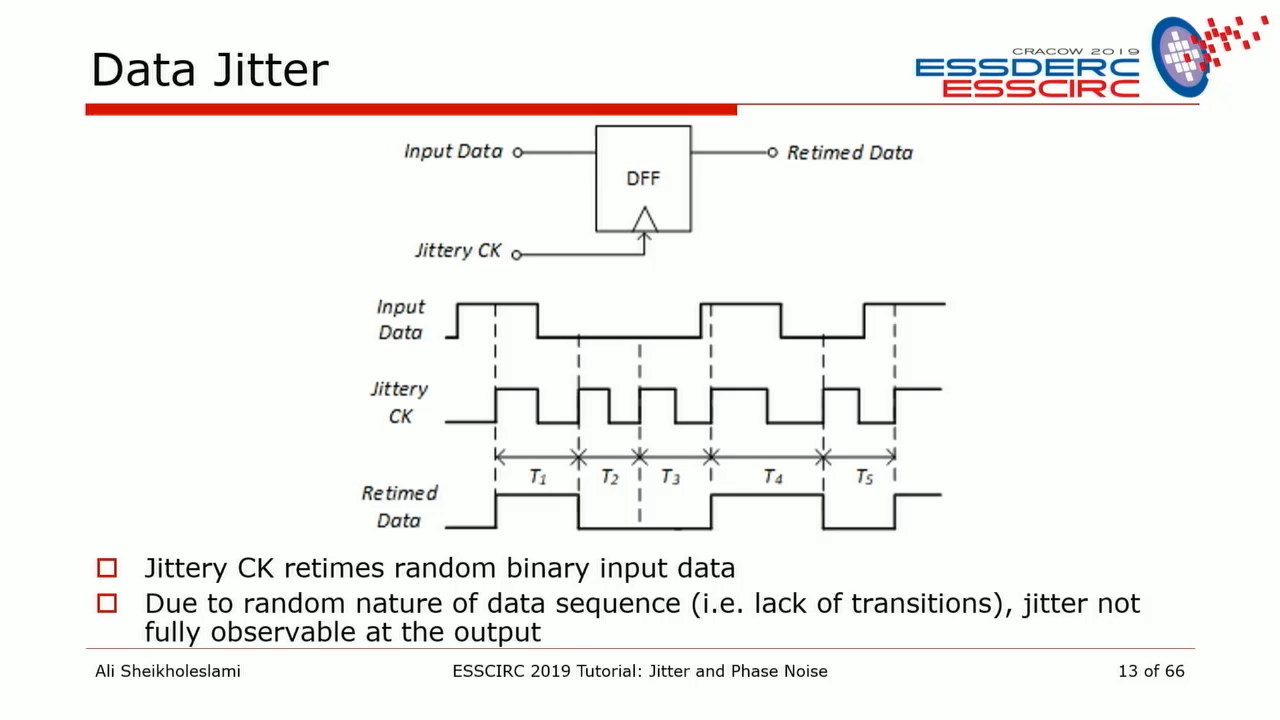 Data Jitter
CRACOW 2019
ESSDERC
ESSCIRC
Input Data
Retimed Data
DFF
Jittery CK
Input
Data
Jittery
CK
T1
T2
T3
T4
T5
Retimed
Data
Jittery CK retimes random binary input data
Due to random nature of data sequence (i.e. lack of transitions), jitter not
fully observable at the output
Ali Sheikholeslami
ESSCIRC 2019 Tutorial: Jitter and Phase Noise
13 of 66